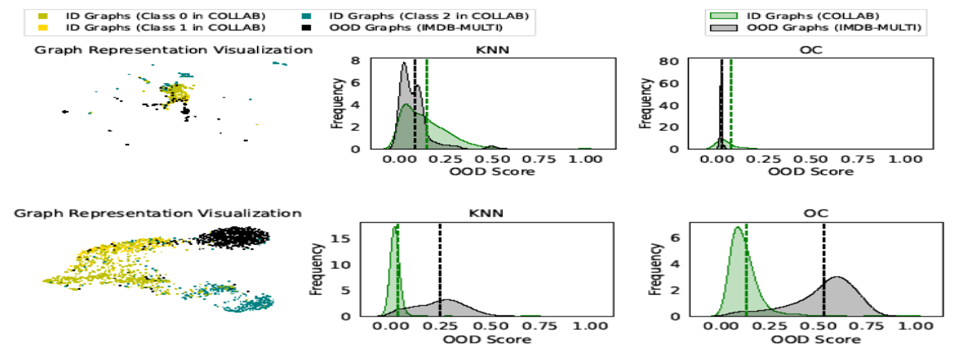 ID Graphs (Class 0 in COLLAB) ID Graphs (Class 2 in COLLAB)
ID Graphs (Class 1 in COLLAB) OOD Graphs (IMDB-MULTI)
ID Graphs (COLLAB)
OOD Graphs (IMDB-MULTI)
Graph Representation Visualization
KNN
Frequency
8
6
4
2
0
0.00 0.25 0.50 0.75 1.00
OOD Score
OC
Frequency
80
60
40
20
0
0.00 0.25 0.50 0.75 1.00
OOD Score
Graph Representation Visualization
KNN
Frequency
15
10
5
0
0.00 0.25 0.50 0.75 1.00
OOD Score
OC
Frequency
6
4
2
0
0.00 0.25 0.50 0.75 1.00
OOD Score